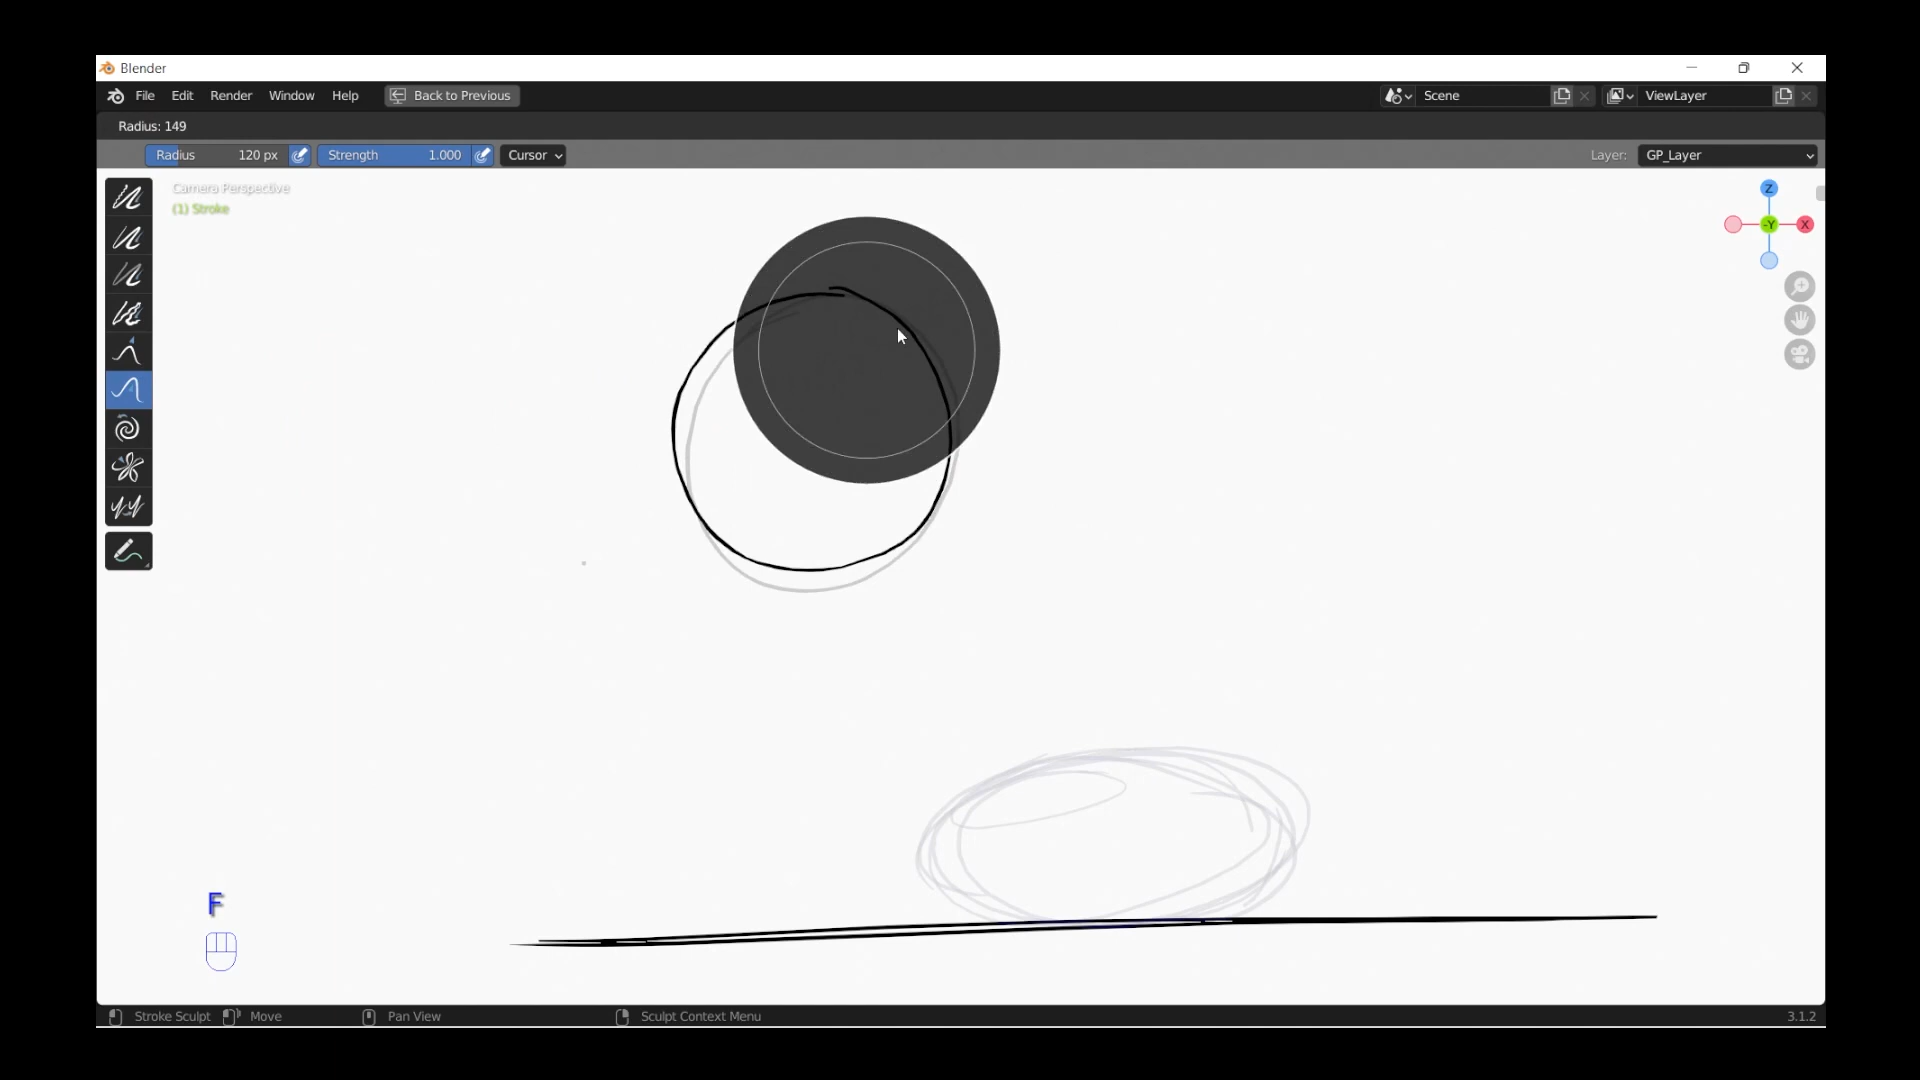 Blender
File Edit Render Window Help Back to Previous Scene ViewLayer
Radius: 149
Radius 120 px Strength 1.000 Cursor Layer: GP_Layer
Camera Perspective
(1) Stroke
Z
-Y X
F
Stroke Sculpt Move Pan View Sculpt Context Menu 3.1.2